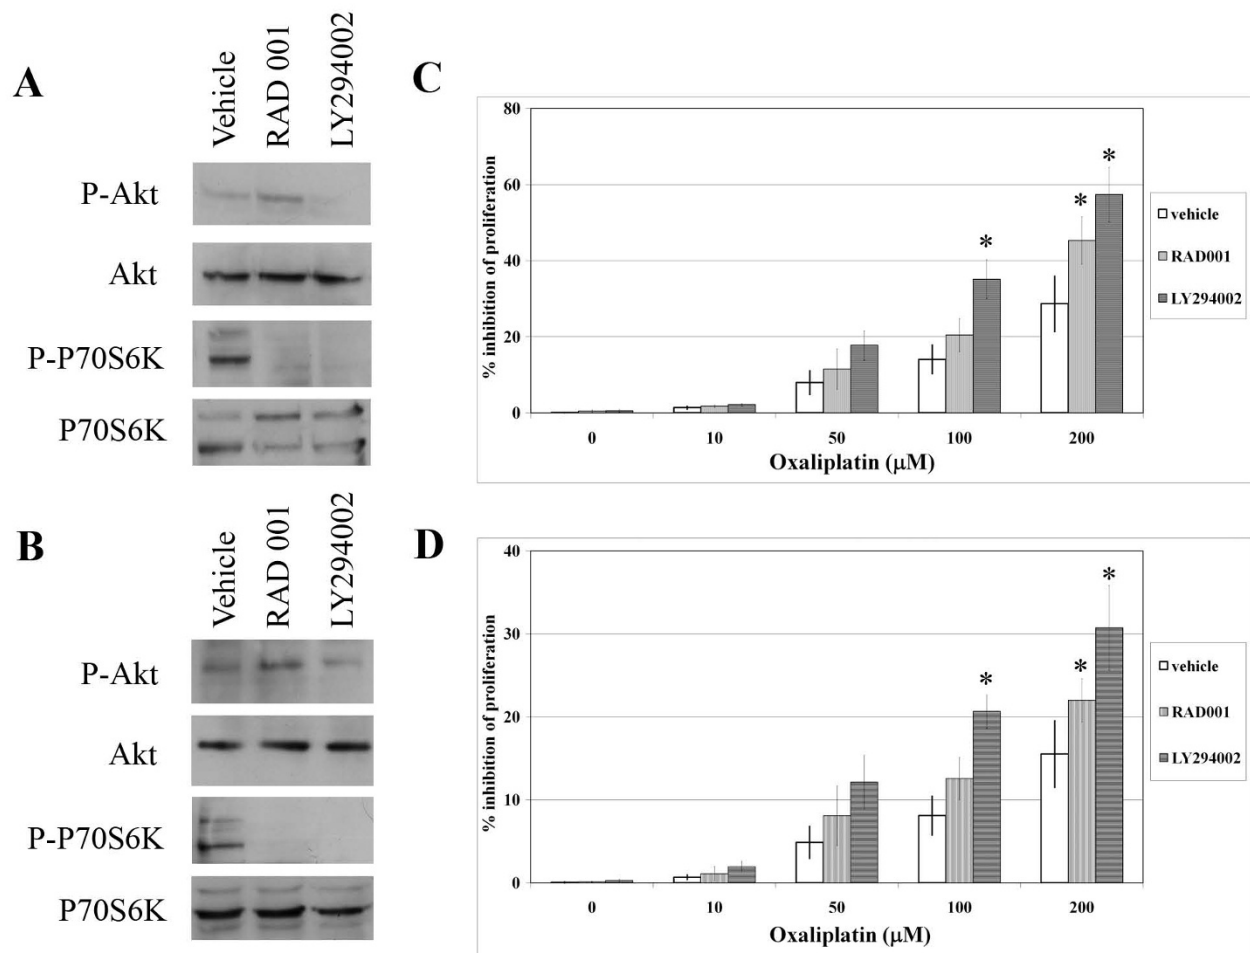 A
Vehicle
RAD 001
LY294002
P-Akt
Akt
P-P70S6K
P70S6K
B
Vehicle
RAD 001
LY294002
P-Akt
Akt
P-P70S6K
P70S6K
C
% inhibition of proliferation
80
60
40
20
0
* * *
0 10 50 100 200
Oxaliplatin (μM)
vehicle
RAD001
LY294002
D
% inhibition of proliferation
40
30
20
10
0
* * *
0 10 50 100 200
Oxaliplatin (μM)
vehicle
RAD001
LY294002